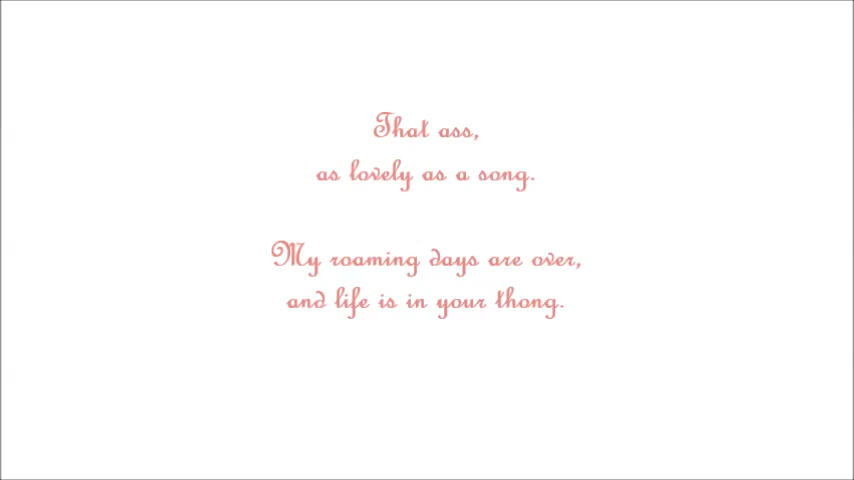 That ass,
as lovely as a song.
My roaming days are over,
and life is in your thong.